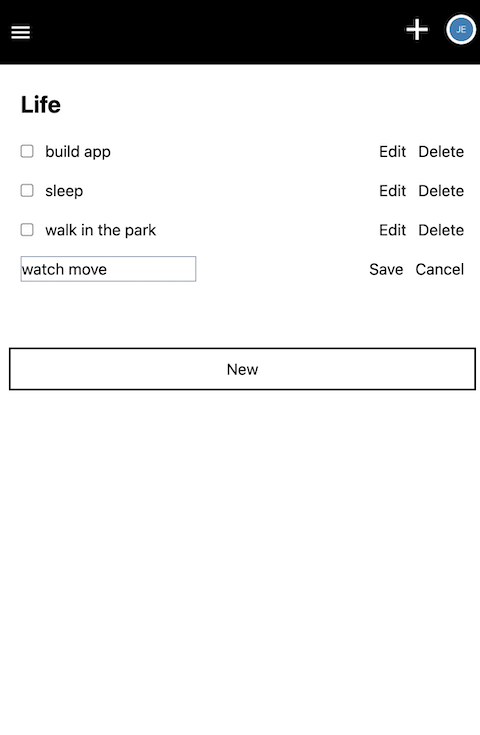 JE
Life
build app Edit Delete
sleep Edit Delete
walk in the park Edit Delete
watch move Save Cancel
New